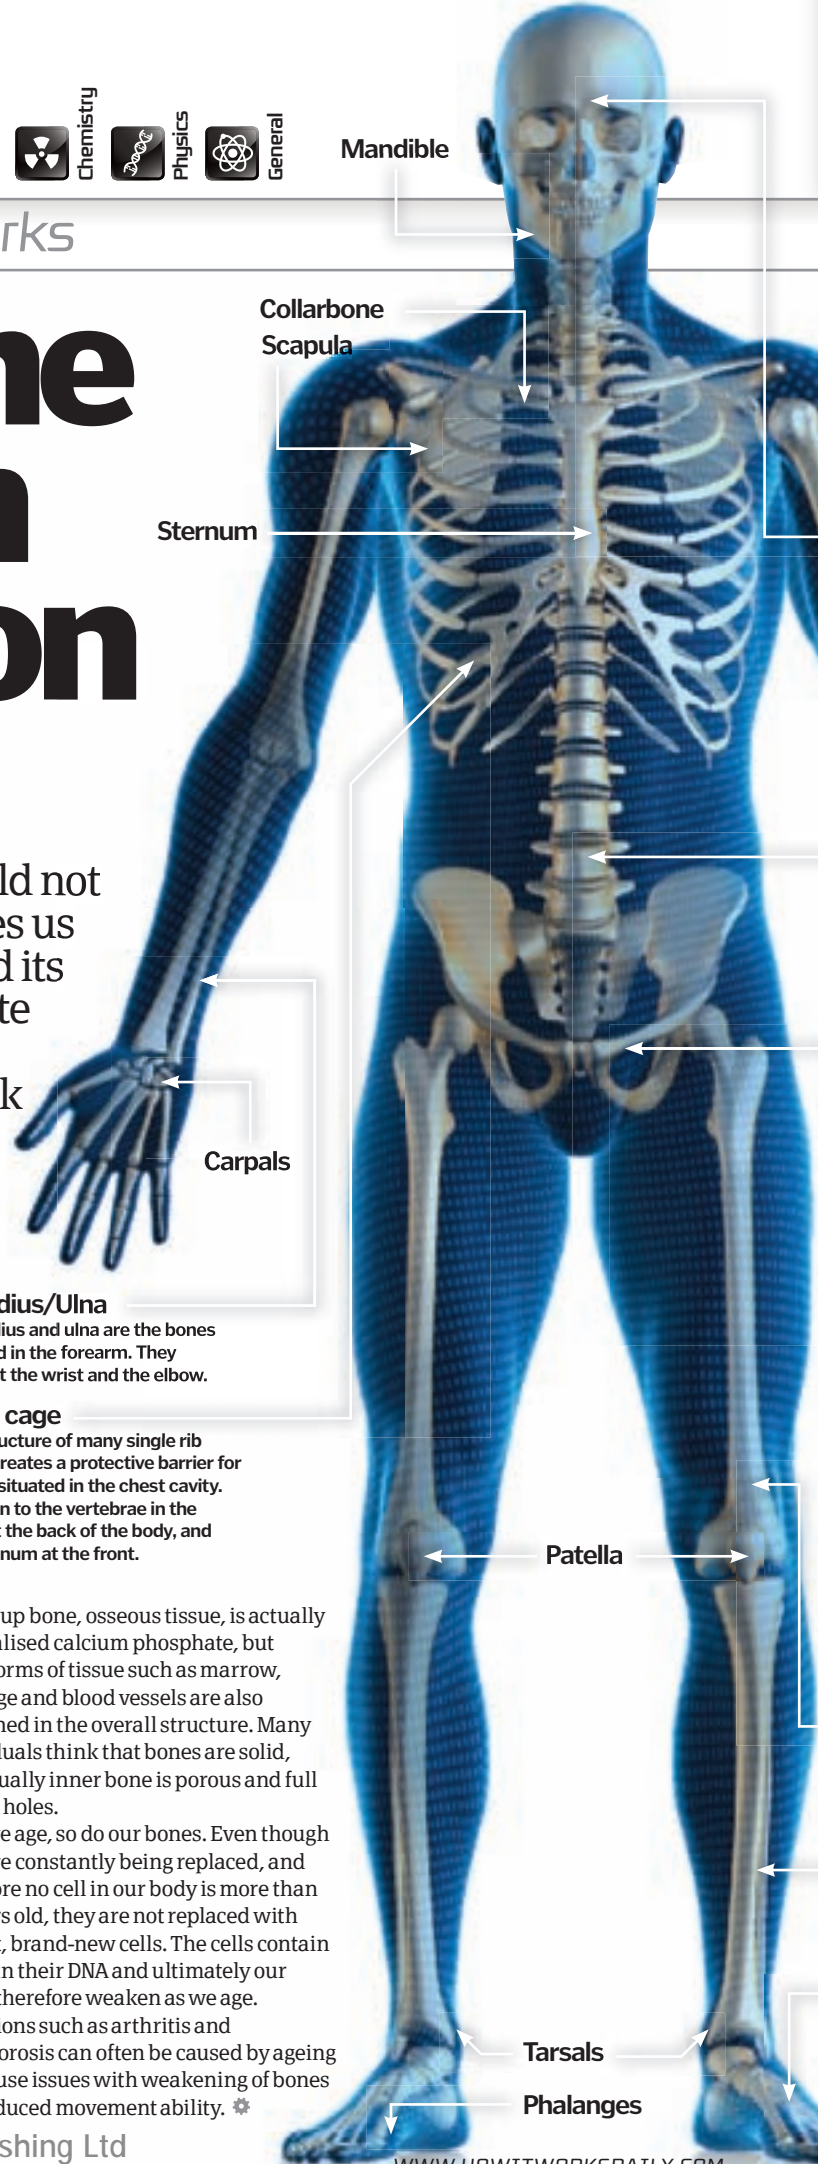 Chemistry
Physics
General
Mandible
rks
Collarbone
Scapula
ne
n
on
Sternum
ld not
es us
d its
te
k
Carpals
dius/Ulna
lius and ulna are the bones
d in the forearm. They
t the wrist and the elbow.
cage
ucture of many single rib
reates a protective barrier for
situated in the chest cavity.
n to the vertebrae in the
t the back of the body, and
num at the front.
Patella
up bone, osseous tissue, is actually
alised calcium phosphate, but
orms of tissue such as marrow,
ge and blood vessels are also
ned in the overall structure. Many
duals think that bones are solid,
ually inner bone is porous and full
holes.
e age, so do our bones. Even though
re constantly being replaced, and
ore no cell in our body is more than
rs old, they are not replaced with
t, brand-new cells. The cells contain
in their DNA and ultimately our
therefore weaken as we age.
ions such as arthritis and
orosis can often be caused by ageing
use issues with weakening of bones
duced movement ability.
Tarsals
Phalanges
shing Ltd
WWW.HOWITWORKSDAILY.COM